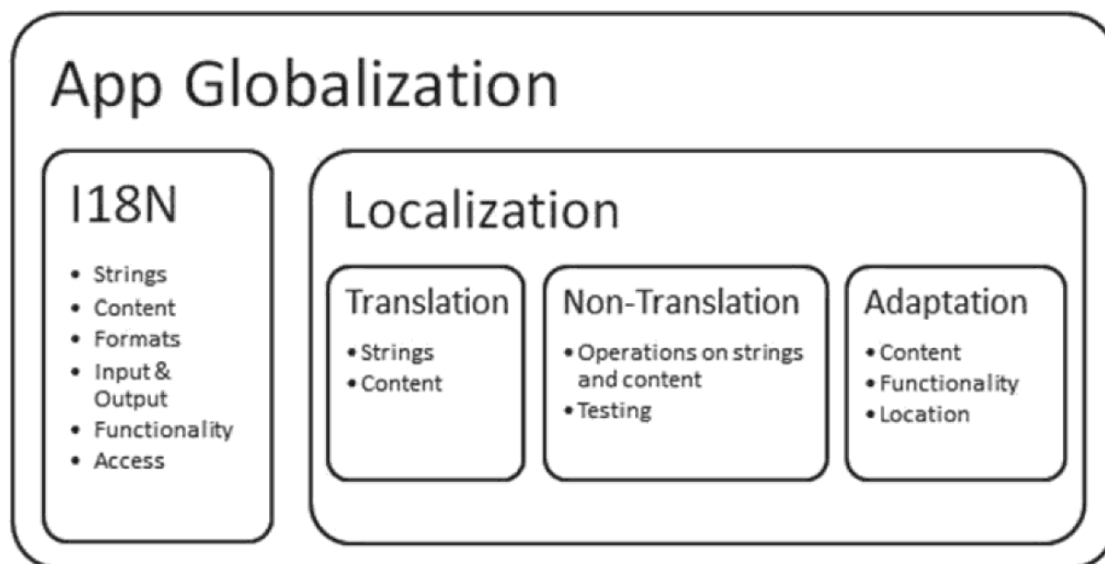 App Globalization
I18N
• Strings
• Content
• Formats
• Input &
Output
• Functionality
• Access
Localization
Translation
• Strings
• Content
Non-Translation
• Operations on strings
and content
• Testing
Adaptation
• Content
• Functionality
• Location